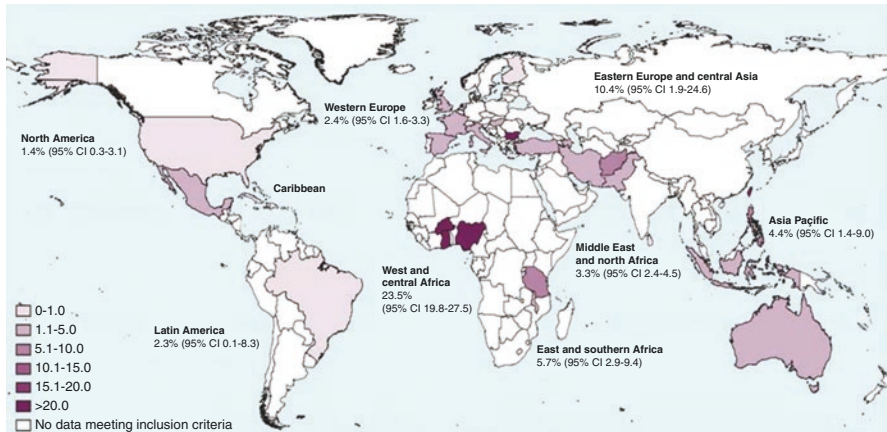 Eastern Europe and central Asia
10.4% (95% CI 1.9-24.6)
Western Europe
2.4% (95% CI 1.6-3.3)
North America
1.4% (95% CI 0.3-3.1)
Caribbean
Asia Paçific
4.4% (95% CI 1.4-9.0)
Middle East
and north Africa
3.3% (95% CI 2.4-4.5)
West and
central Africa
23.5%
(95% CI 19.8-27.5)
Latin America
2.3% (95% CI 0.1-8.3)
East and southern Africa
5.7% (95% CI 2.9-9.4)
0-1.0
1.1-5.0
5.1-10.0
10.1-15.0
15.1-20.0
>20.0
No data meeting inclusion criteria